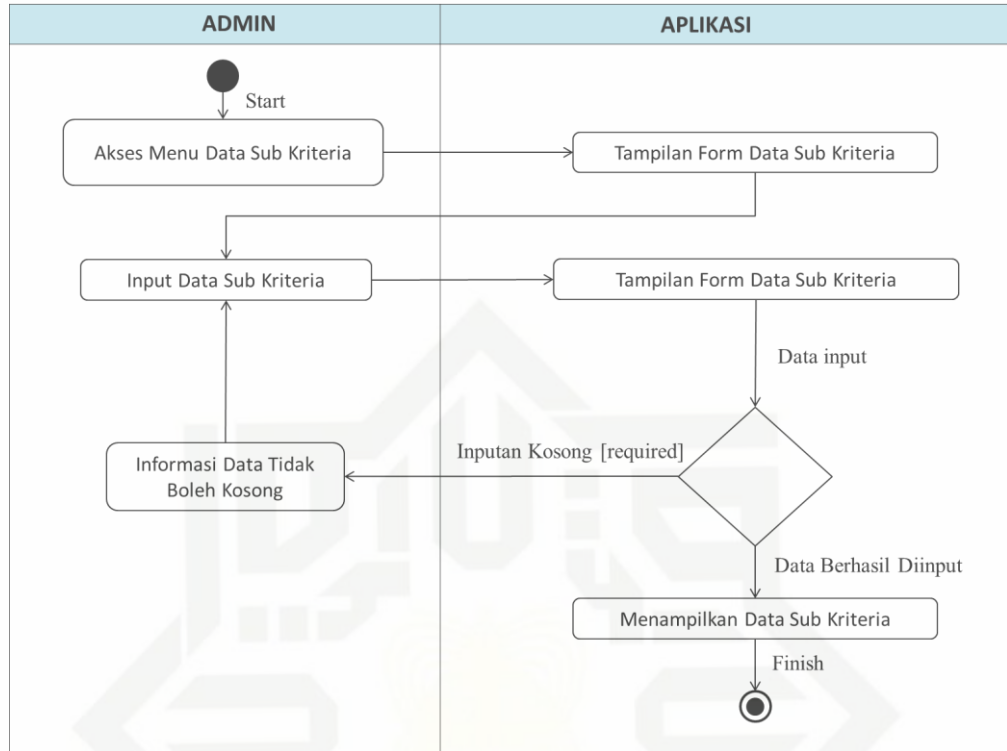 ADMIN
APLIKASI
Start
Akses Menu Data Sub Kriteria
Tampilan Form Data Sub Kriteria
Input Data Sub Kriteria
Tampilan Form Data Sub Kriteria
Data input
Inputan Kosong [required]
Informasi Data Tidak
Boleh Kosong
Data Berhasil Diinput
Menampilkan Data Sub Kriteria
Finish